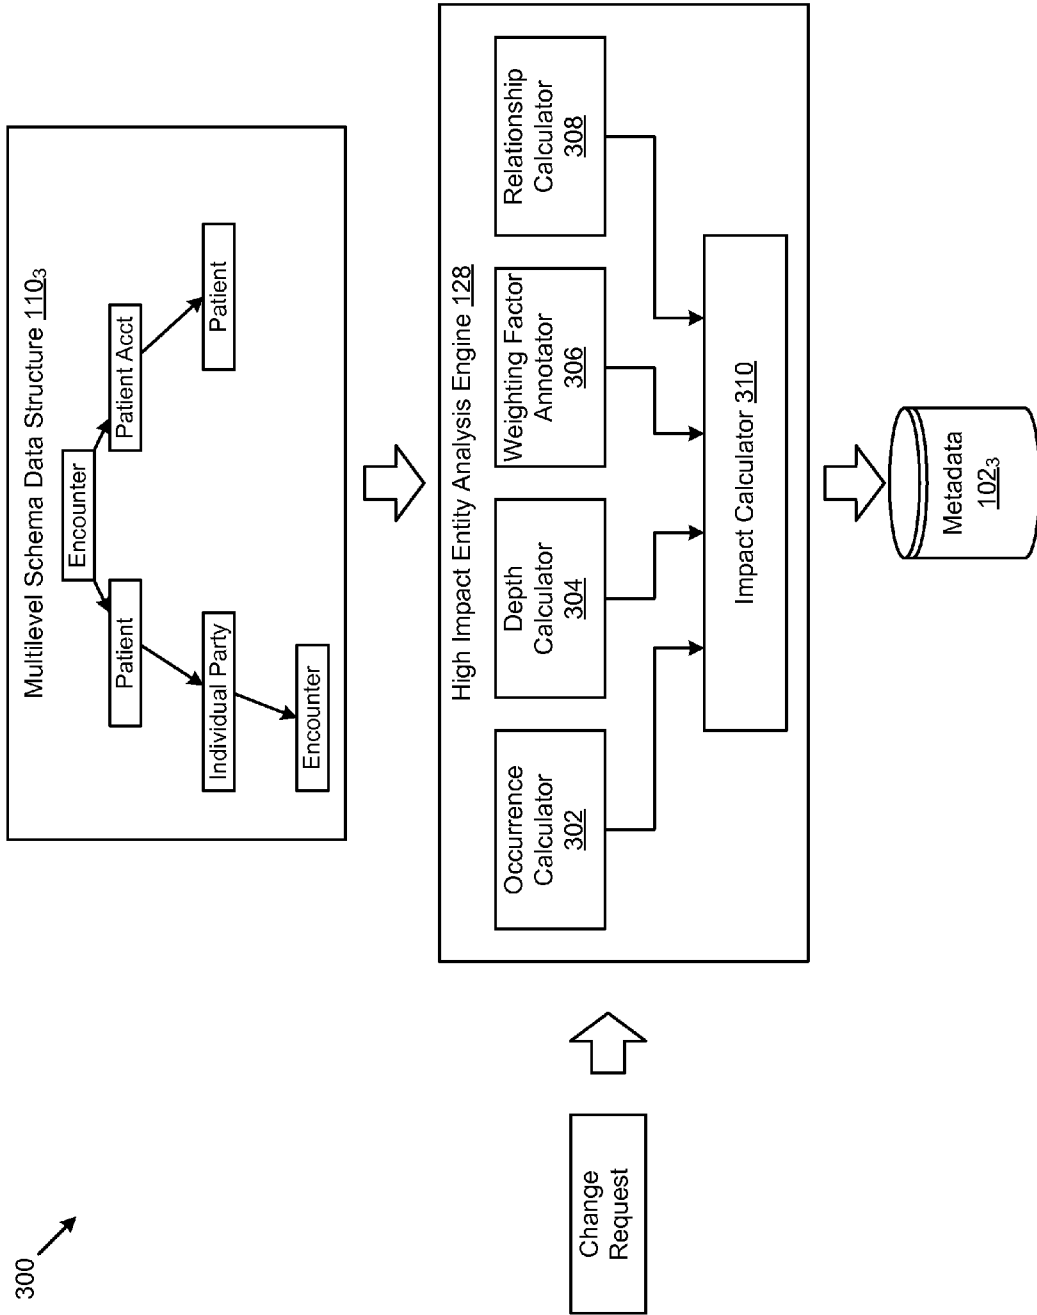 300
Multilevel Schema Data Structure 110₃
Encounter
Patient
Patient Acct
Individual Party
Patient
Encounter
Change
Request
High Impact Entity Analysis Engine 128
Occurrence
Calculator
302
Depth
Calculator
304
Weighting Factor
Annotator
306
Relationship
Calculator
308
Impact Calculator 310
Metadata
102₃